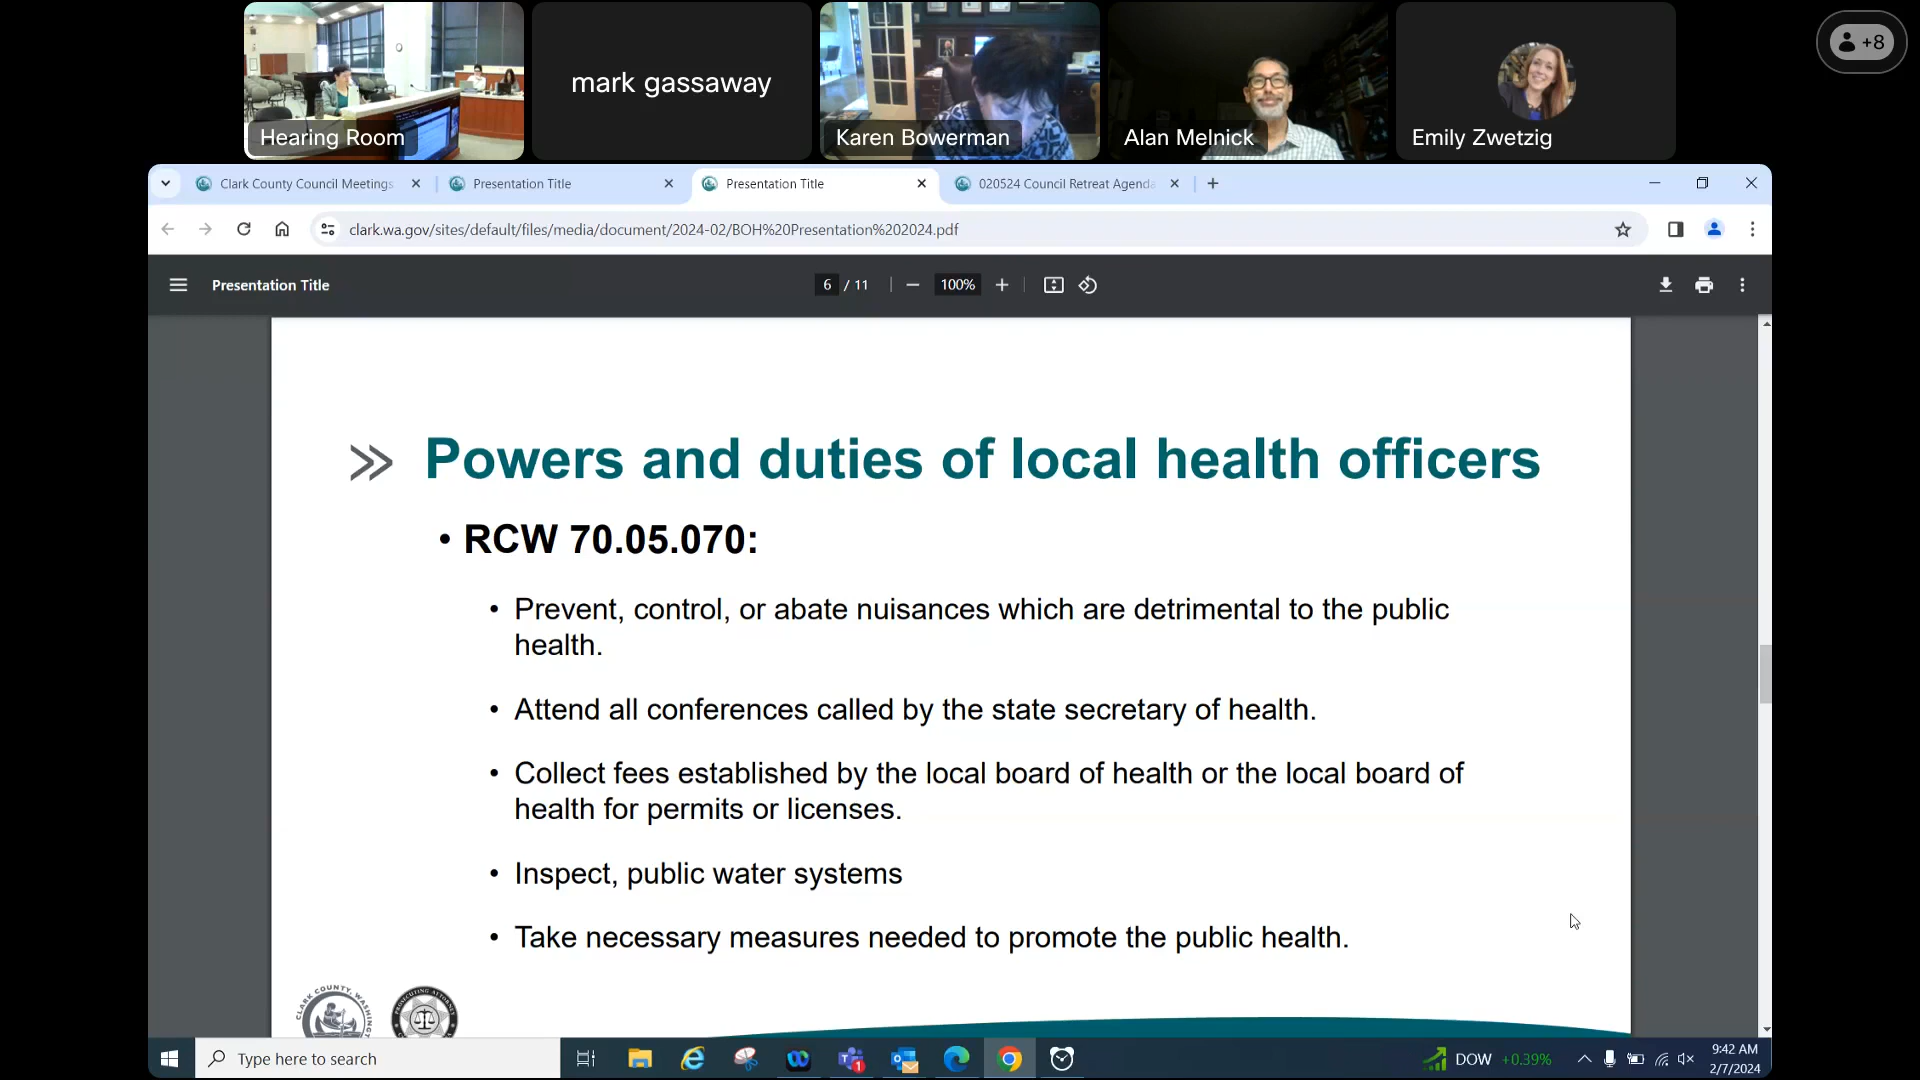 Hearing Room
mark gassaway
Karen Bowerman
Alan Melnick
Emily Zwetzig
+8
Clark County Council Meetings
Presentation Title
Presentation Title
020524 Council Retreat Agenda
clark.wa.gov/sites/default/files/media/document/2024-02/BOH%20Presentation%202024.pdf
Presentation Title
6 / 11
100%
Powers and duties of local health officers
• RCW 70.05.070:
• Prevent, control, or abate nuisances which are detrimental to the public
health.
• Attend all conferences called by the state secretary of health.
• Collect fees established by the local board of health or the local board of
health for permits or licenses.
• Inspect, public water systems
• Take necessary measures needed to promote the public health.
CLARK COUNTY, WASHINGTON
PROSECUTING ATTORNEY
Type here to search
1
DOW +0.39%
9:42 AM
2/7/2024